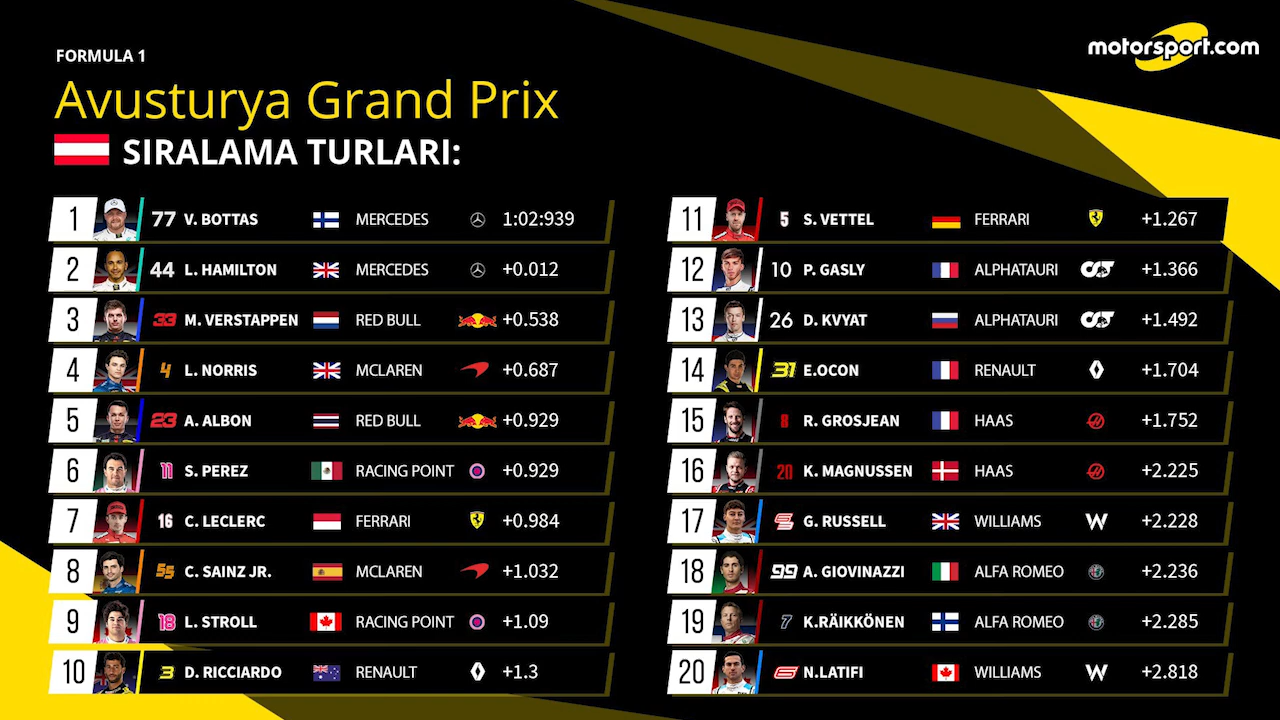 motorsport.com
FORMULA 1
Avusturya Grand Prix
SIRALAMA TURLARI:
1 77 V. BOTTAS MERCEDES 1:02:939
2 44 L. HAMILTON MERCEDES +0.012
3 33 M. VERSTAPPEN RED BULL +0.538
4 4 L. NORRIS MCLAREN +0.687
5 23 A. ALBON RED BULL +0.929
6 11 S. PEREZ RACING POINT +0.929
7 16 C. LECLERC FERRARI +0.984
8 55 C. SAINZ JR. MCLAREN +1.032
9 18 L. STROLL RACING POINT +1.09
10 3 D. RICCIARDO RENAULT +1.3
11 5 S. VETTEL FERRARI +1.267
12 10 P. GASLY ALPHATAURI +1.366
13 26 D. KVYAT ALPHATAURI +1.492
14 31 E.OCON RENAULT +1.704
15 8 R. GROSJEAN HAAS +1.752
16 20 K. MAGNUSSEN HAAS +2.225
17 63 G. RUSSELL WILLIAMS +2.228
18 99 A. GIOVINAZZI ALFA ROMEO +2.236
19 7 K.RÄIKKÖNEN ALFA ROMEO +2.285
20 6 N.LATIFI WILLIAMS +2.818